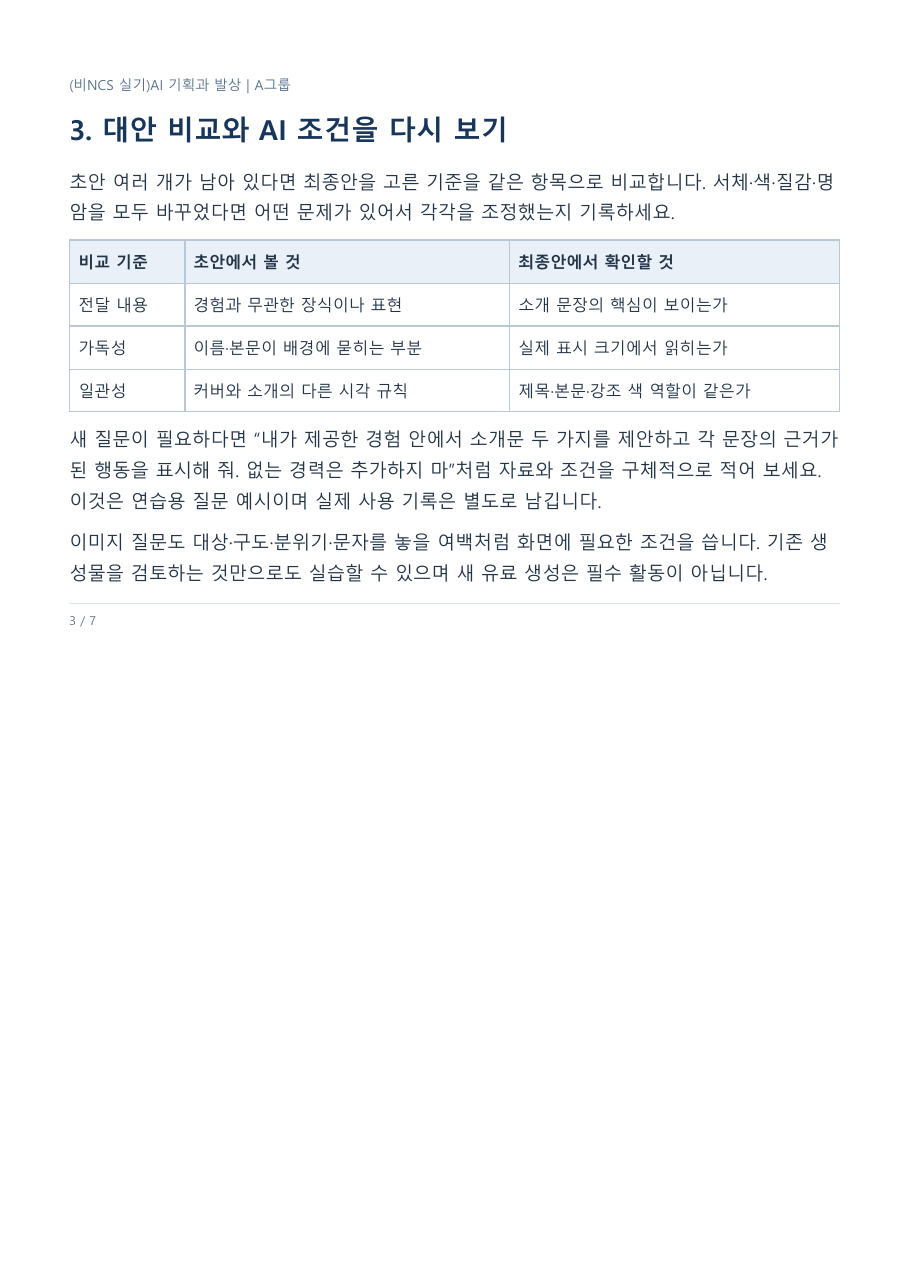 (비NCS 실기)AI 기획과 발상 | A그룹
3. 대안 비교와 AI 조건을 다시 보기
초안 여러 개가 남아 있다면 최종안을 고른 기준을 같은 항목으로 비교합니다. 서체·색·질감·명
암을 모두 바꾸었다면 어떤 문제가 있어서 각각을 조정했는지 기록하세요.
비교 기준 초안에서 볼 것 최종안에서 확인할 것
전달 내용 경험과 무관한 장식이나 표현 소개 문장의 핵심이 보이는가
가독성 이름·본문이 배경에 묻히는 부분 실제 표시 크기에서 읽히는가
일관성 커버와 소개의 다른 시각 규칙 제목·본문·강조 색 역할이 같은가
새 질문이 필요하다면 “내가 제공한 경험 안에서 소개문 두 가지를 제안하고 각 문장의 근거가
된 행동을 표시해 줘. 없는 경력은 추가하지 마”처럼 자료와 조건을 구체적으로 적어 보세요.
이것은 연습용 질문 예시이며 실제 사용 기록은 별도로 남깁니다.
이미지 질문도 대상·구도·분위기·문자를 놓을 여백처럼 화면에 필요한 조건을 씁니다. 기존 생
성물을 검토하는 것만으로도 실습할 수 있으며 새 유료 생성은 필수 활동이 아닙니다.
3 / 7